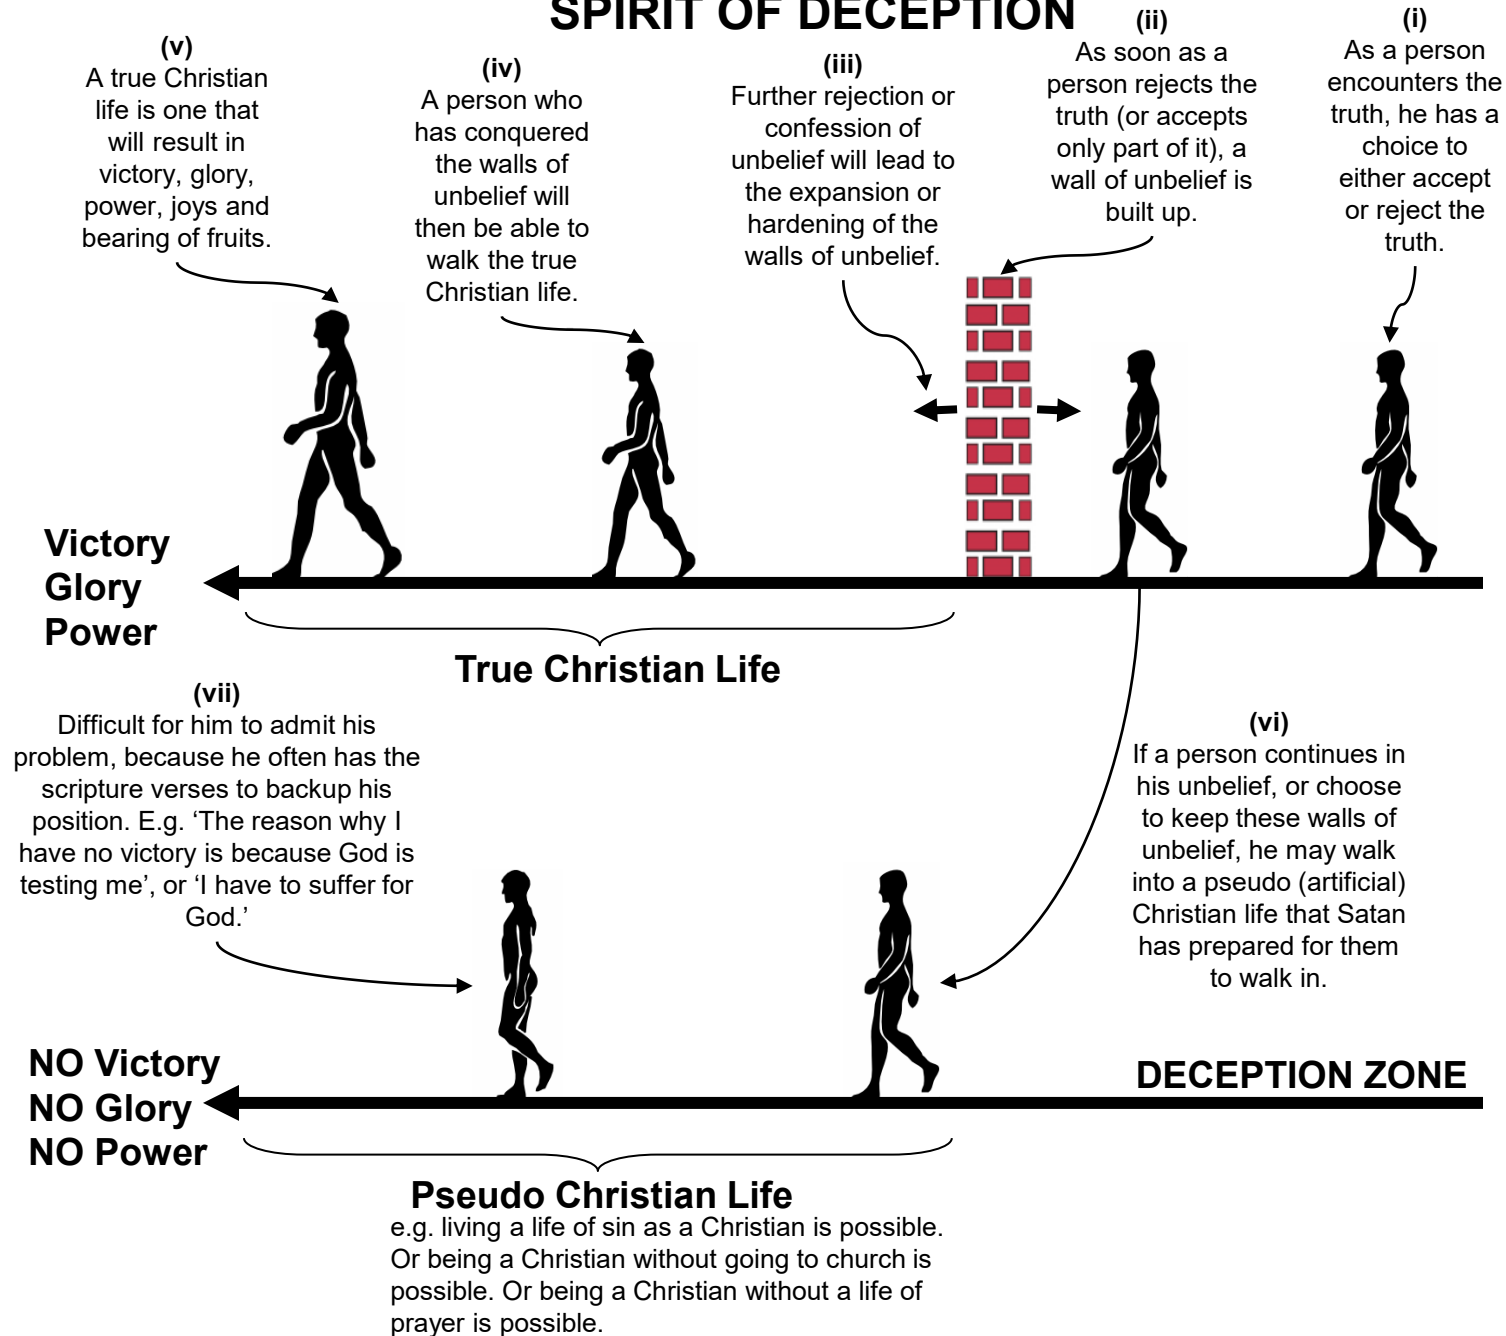 SPIRIT OF DECEPTION
(i)
As a person
encounters the
truth, he has a
choice to
either accept
or reject the
truth.
(ii)
As soon as a
person rejects the
truth (or accepts
only part of it), a
wall of unbelief is
built up.
(iii)
Further rejection or
confession of
unbelief will lead to
the expansion or
hardening of the
walls of unbelief.
(iv)
A person who
has conquered
the walls of
unbelief will
then be able to
walk the true
Christian life.
(v)
A true Christian
life is one that
will result in
victory, glory,
power, joys and
bearing of fruits.
Victory
Glory
Power
True Christian Life
(vi)
If a person continues in
his unbelief, or choose
to keep these walls of
unbelief, he may walk
into a pseudo (artificial)
Christian life that Satan
has prepared for them
to walk in.
(vii)
Difficult for him to admit his
problem, because he often has the
scripture verses to backup his
position. E.g. ‘The reason why I
have no victory is because God is
testing me’, or ‘I have to suffer for
God.’
NO Victory
NO Glory
NO Power
DECEPTION ZONE
Pseudo Christian Life
e.g. living a life of sin as a Christian is possible.
Or being a Christian without going to church is
possible. Or being a Christian without a life of
prayer is possible.